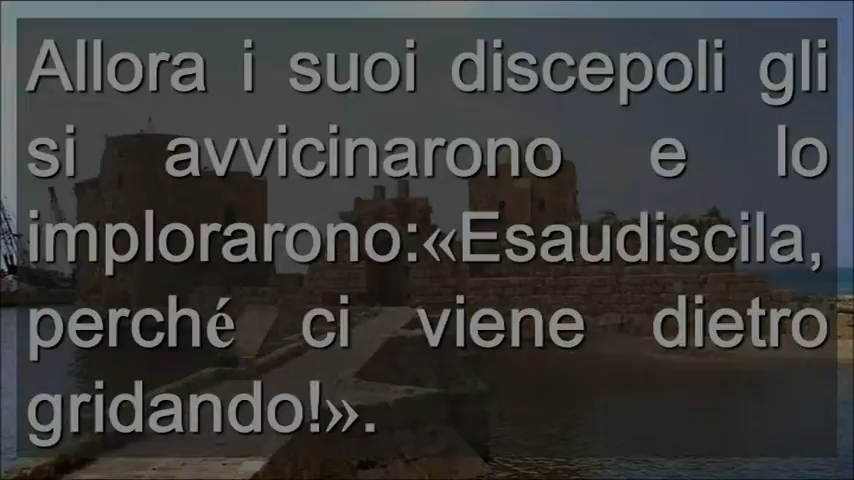 Allora i suoi discepoli gli
si avvicinarono e lo
implorarono:«Esaudiscila,
perché ci viene dietro
gridando!».